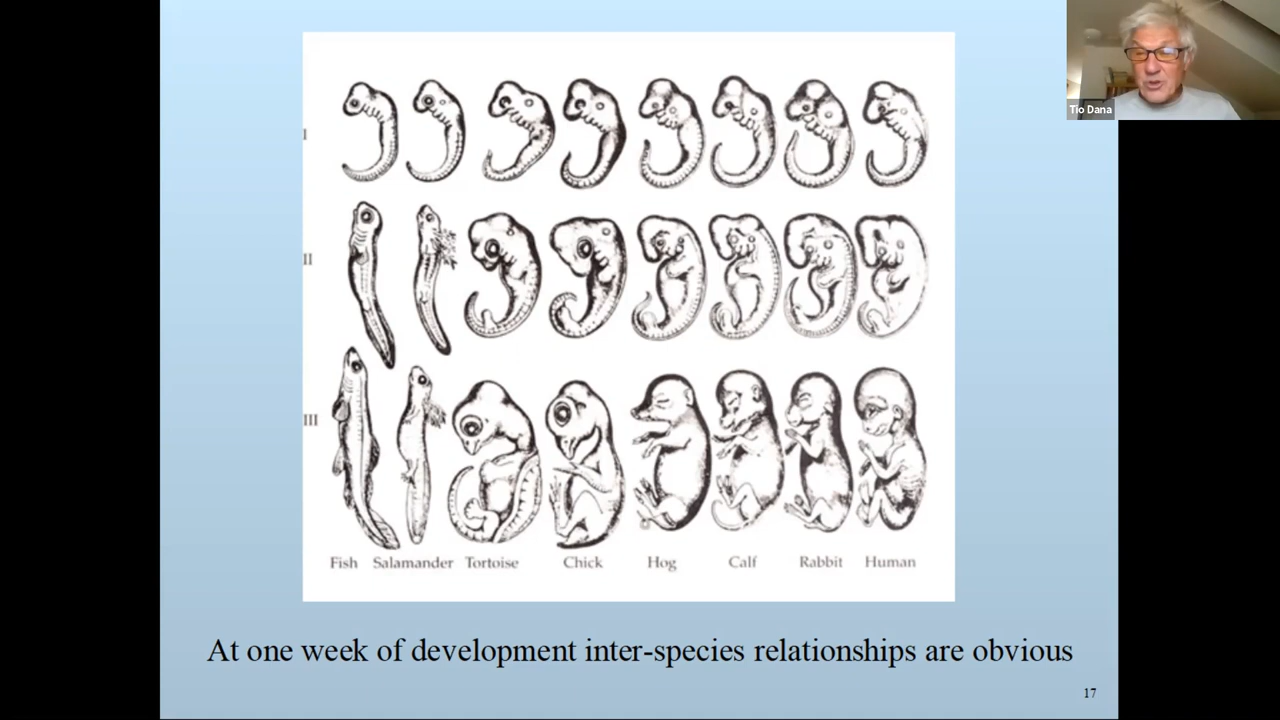 Tio Dana
I
II
III
Fish Salamander Tortoise Chick Hog Calf Rabbit Human
At one week of development inter-species relationships are obvious
17